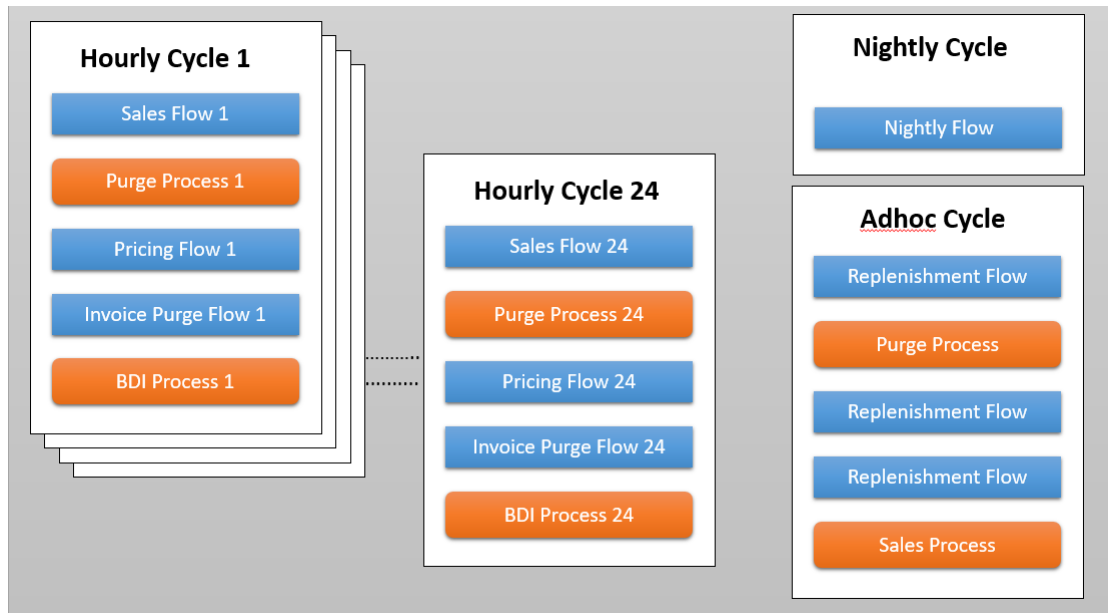 Hourly Cycle 1
Sales Flow 1
Purge Process 1
Pricing Flow 1
Invoice Purge Flow 1
BDI Process 1
Hourly Cycle 24
Sales Flow 24
Purge Process 24
Pricing Flow 24
Invoice Purge Flow 24
BDI Process 24
Nightly Cycle
Nightly Flow
Adhoc Cycle
Replenishment Flow
Purge Process
Replenishment Flow
Replenishment Flow
Sales Process